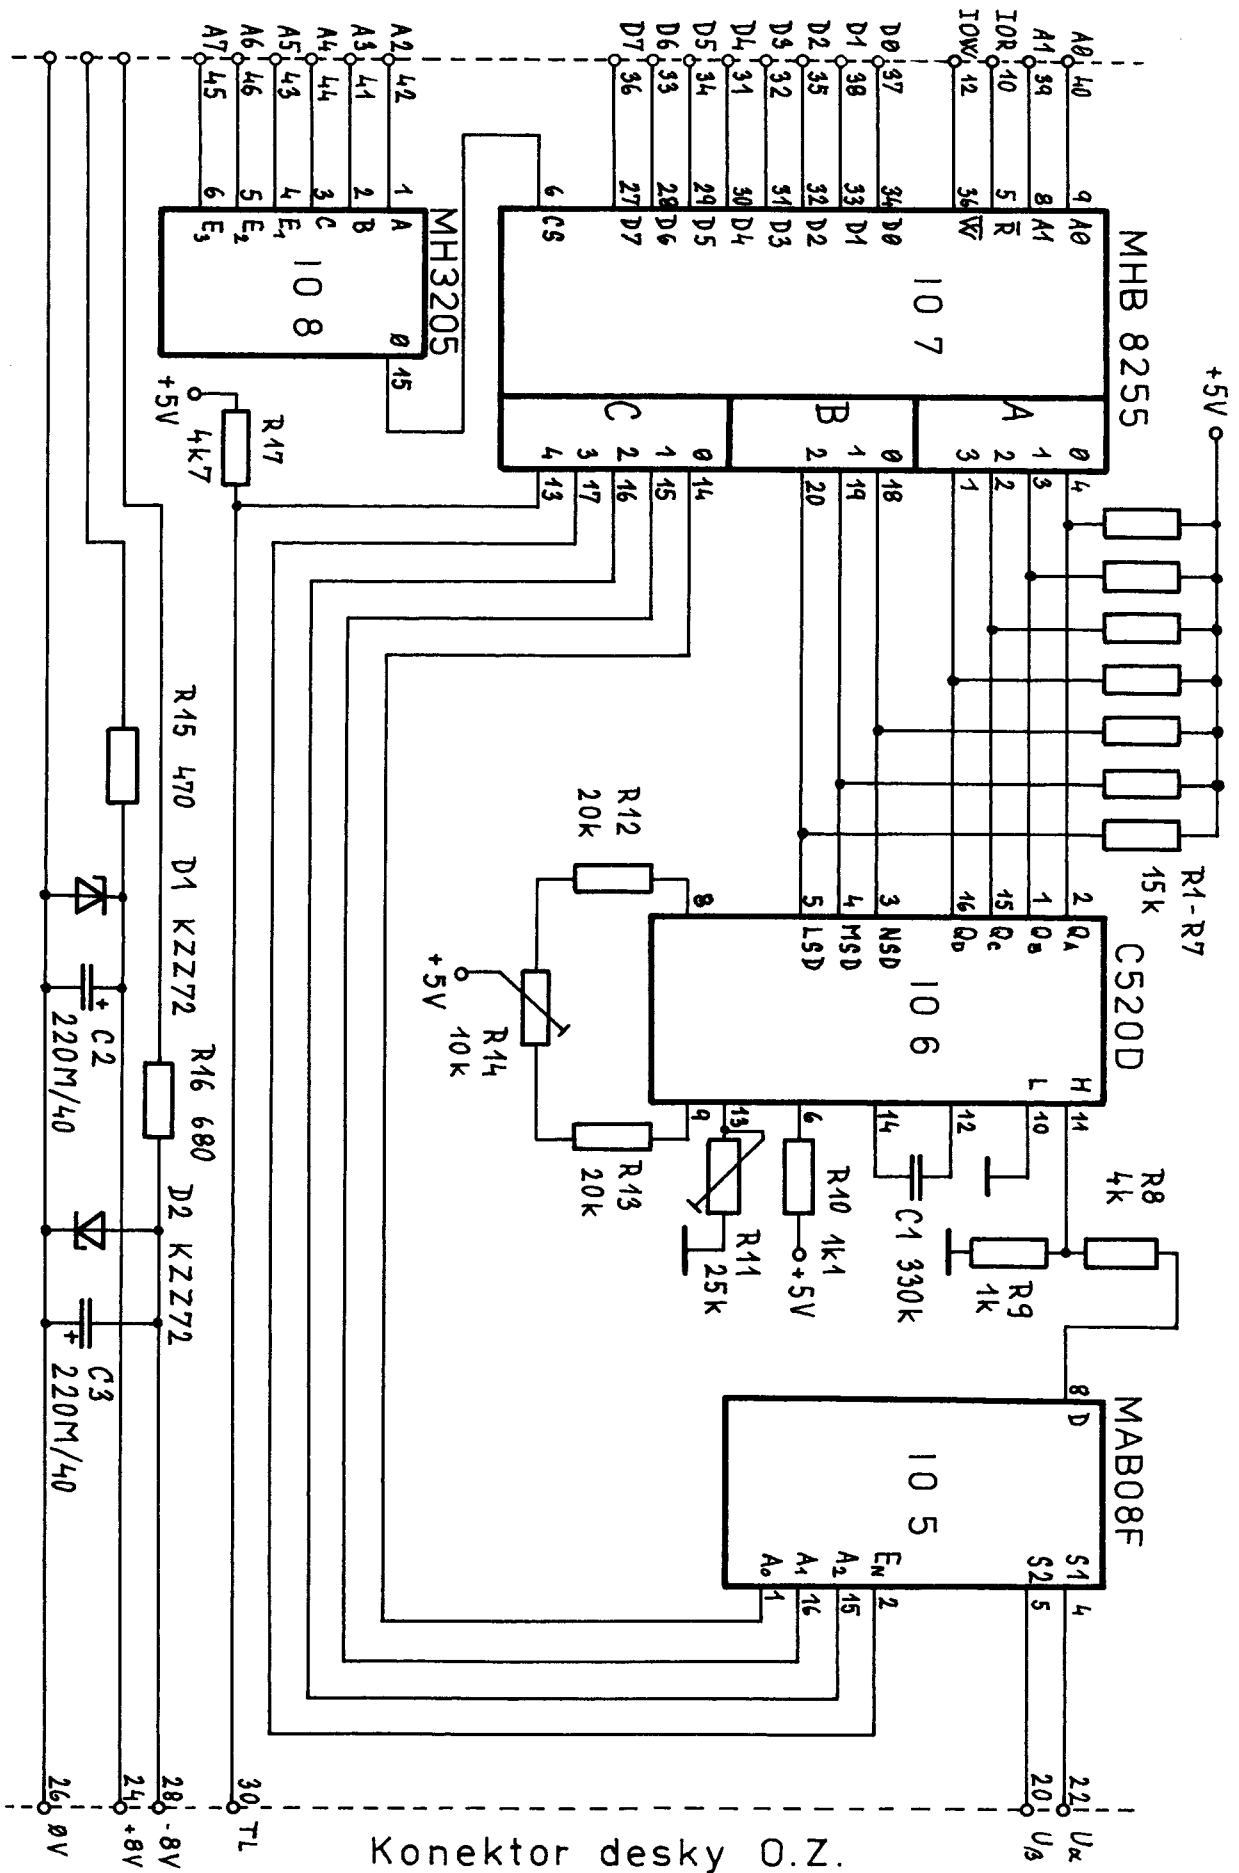 A0 40 9 A0
A1 39 8 A1
IOR 10 5 R
IOW 12 36 W
D0 37 34 D0
D1 38 33 D1
D2 35 32 D2
D3 32 31 D3
D4 31 30 D4
D5 34 29 D5
D6 33 28 D6
D7 36 27 D7
6 CS
MHB 8255
IO 7
A
0 4
1 3
2 2
3 1
B
0 18
1 19
2 20
C
0 14
1 15
2 16
3 17
4 13
A2 42 1 A
A3 41 2 B
A4 44 3 C
A5 43 4 E1
A6 46 5 E2
A7 45 6 E3
MH3205
IO 8
0 15
+5V
R17
4k7
+5V
R1-R7
15k
C520D
IO 6
2 QA
1 QB
15 QC
16 QD
3 NSD
4 MSD
5 LSD
8
R12
20k
+5V
R14
10k
R13
20k
H 11
L 10
12
14
6
13
9
R8
4k
R9
1k
C1 330k
R10 1k1
+5V
R11
25k
MAB08F
IO 5
8 D
S1 4
S2 5
EN 2
A2 15
A1 16
A0 1
R15 470
D1 KZZ72
+ C2
220M/40
R16 680
D2 KZZ72
+ C3
220M/40
22 Uα
20 Uβ
30 TL
28 -8V
24 +8V
26 0V
Konektor desky O.Z.